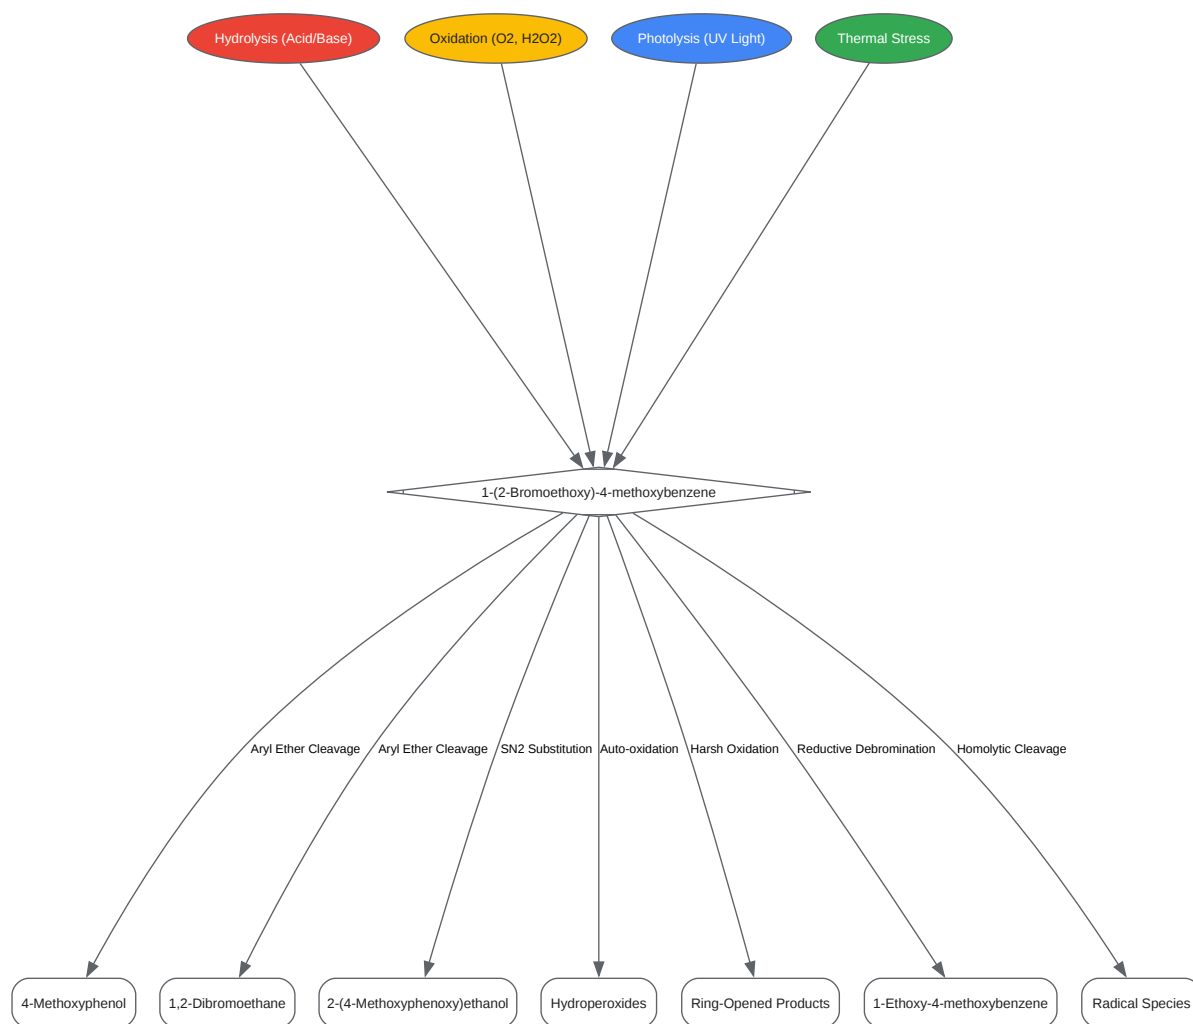 Hydrolysis (Acid/Base)
Oxidation (O2, H2O2)
Photolysis (UV Light)
Thermal Stress
1-(2-Bromoethoxy)-4-methoxybenzene
Aryl Ether Cleavage
Aryl Ether Cleavage
SN2 Substitution
Auto-oxidation
Harsh Oxidation
Reductive Debromination
Homolytic Cleavage
4-Methoxyphenol
1,2-Dibromoethane
2-(4-Methoxyphenoxy)ethanol
Hydroperoxides
Ring-Opened Products
1-Ethoxy-4-methoxybenzene
Radical Species